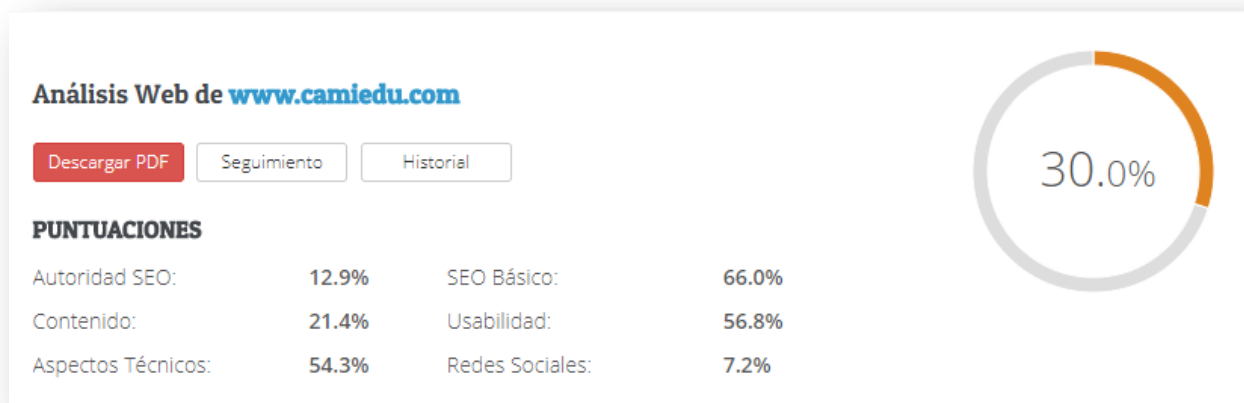 Análisis Web de www.camiedu.com
Descargar PDF Seguimiento Historial
30.0%
PUNTUACIONES
Autoridad SEO: 12.9% SEO Básico: 66.0%
Contenido: 21.4% Usabilidad: 56.8%
Aspectos Técnicos: 54.3% Redes Sociales: 7.2%